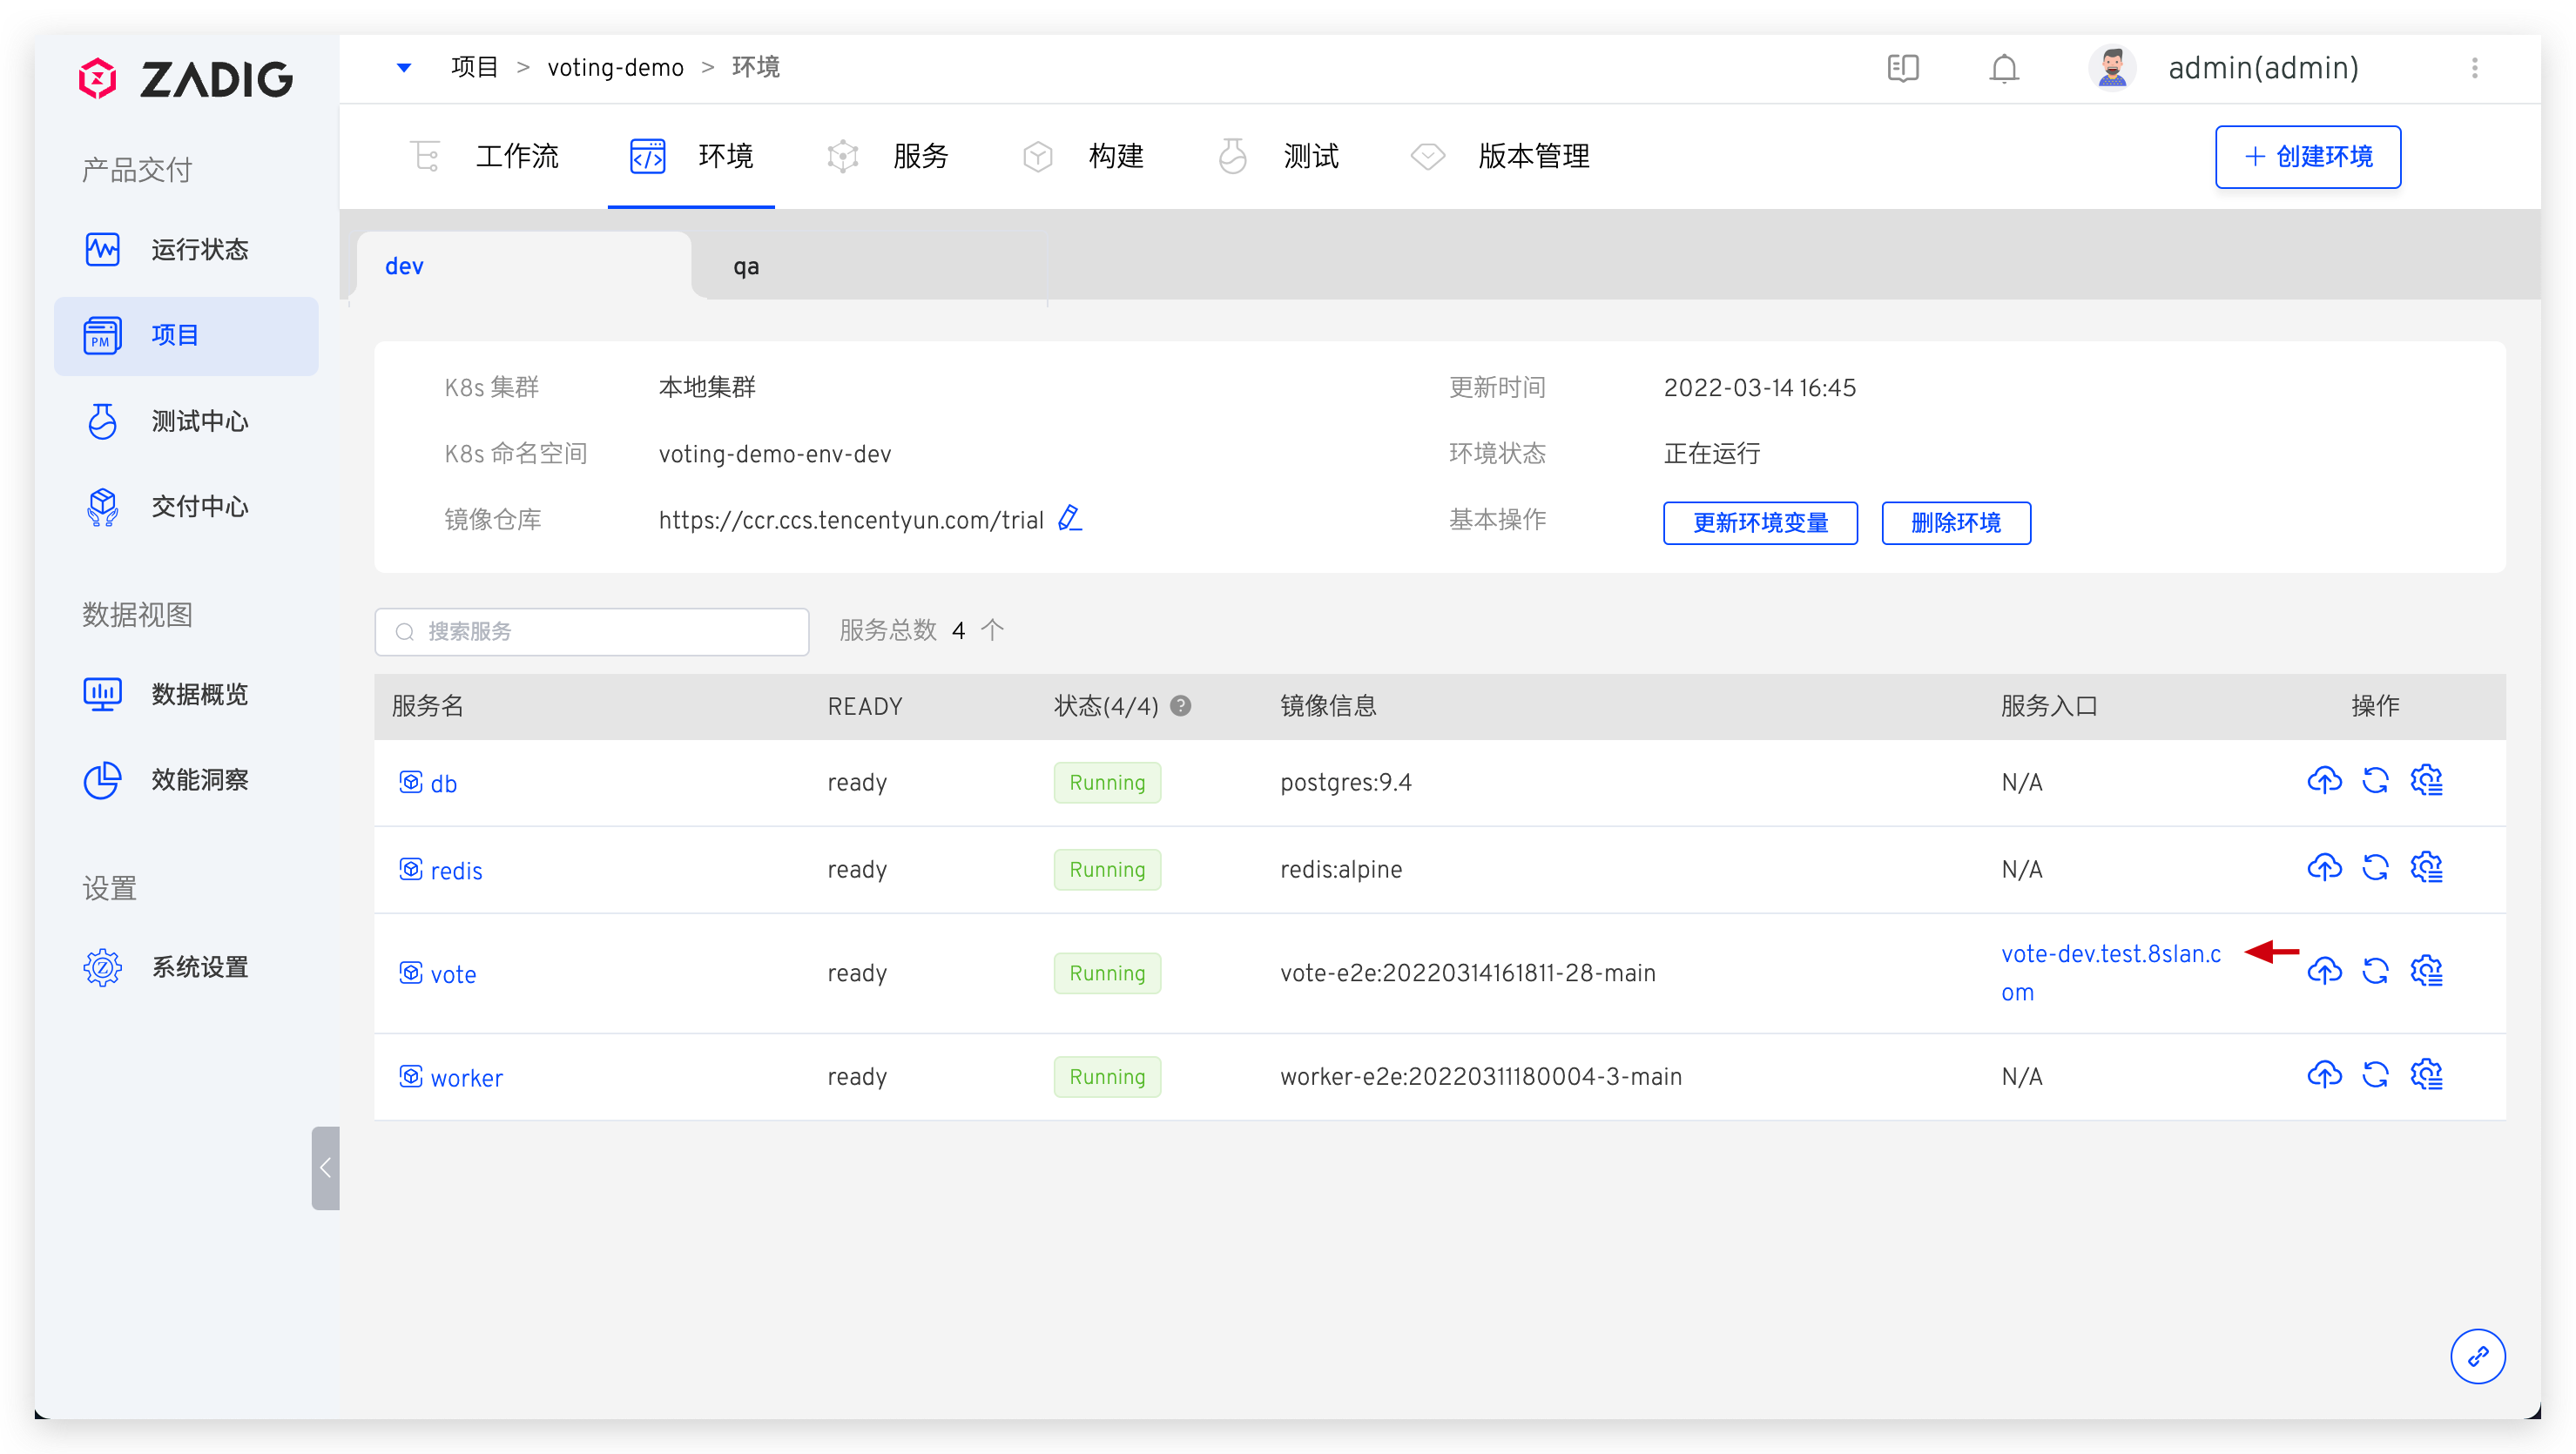 ZADIG
项目 > voting-demo > 环境
admin(admin)
产品交付
运行状态
PM
项目
测试中心
交付中心
数据视图
数据概览
效能洞察
设置
Z
系统设置
工作流
环境
服务
构建
测试
版本管理
+ 创建环境
dev
qa
K8s 集群 本地集群
更新时间 2022-03-14 16:45
K8s 命名空间 voting-demo-env-dev
环境状态 正在运行
镜像仓库 https://ccr.ccs.tencentyun.com/trial
基本操作 更新环境变量 删除环境
搜索服务
服务总数 4 个
服务名 READY 状态(4/4) ? 镜像信息 服务入口 操作
db ready Running postgres:9.4 N/A
redis ready Running redis:alpine N/A
vote ready Running vote-e2e:20220314161811-28-main vote-dev.test.8slan.c
om
worker ready Running worker-e2e:20220311180004-3-main N/A